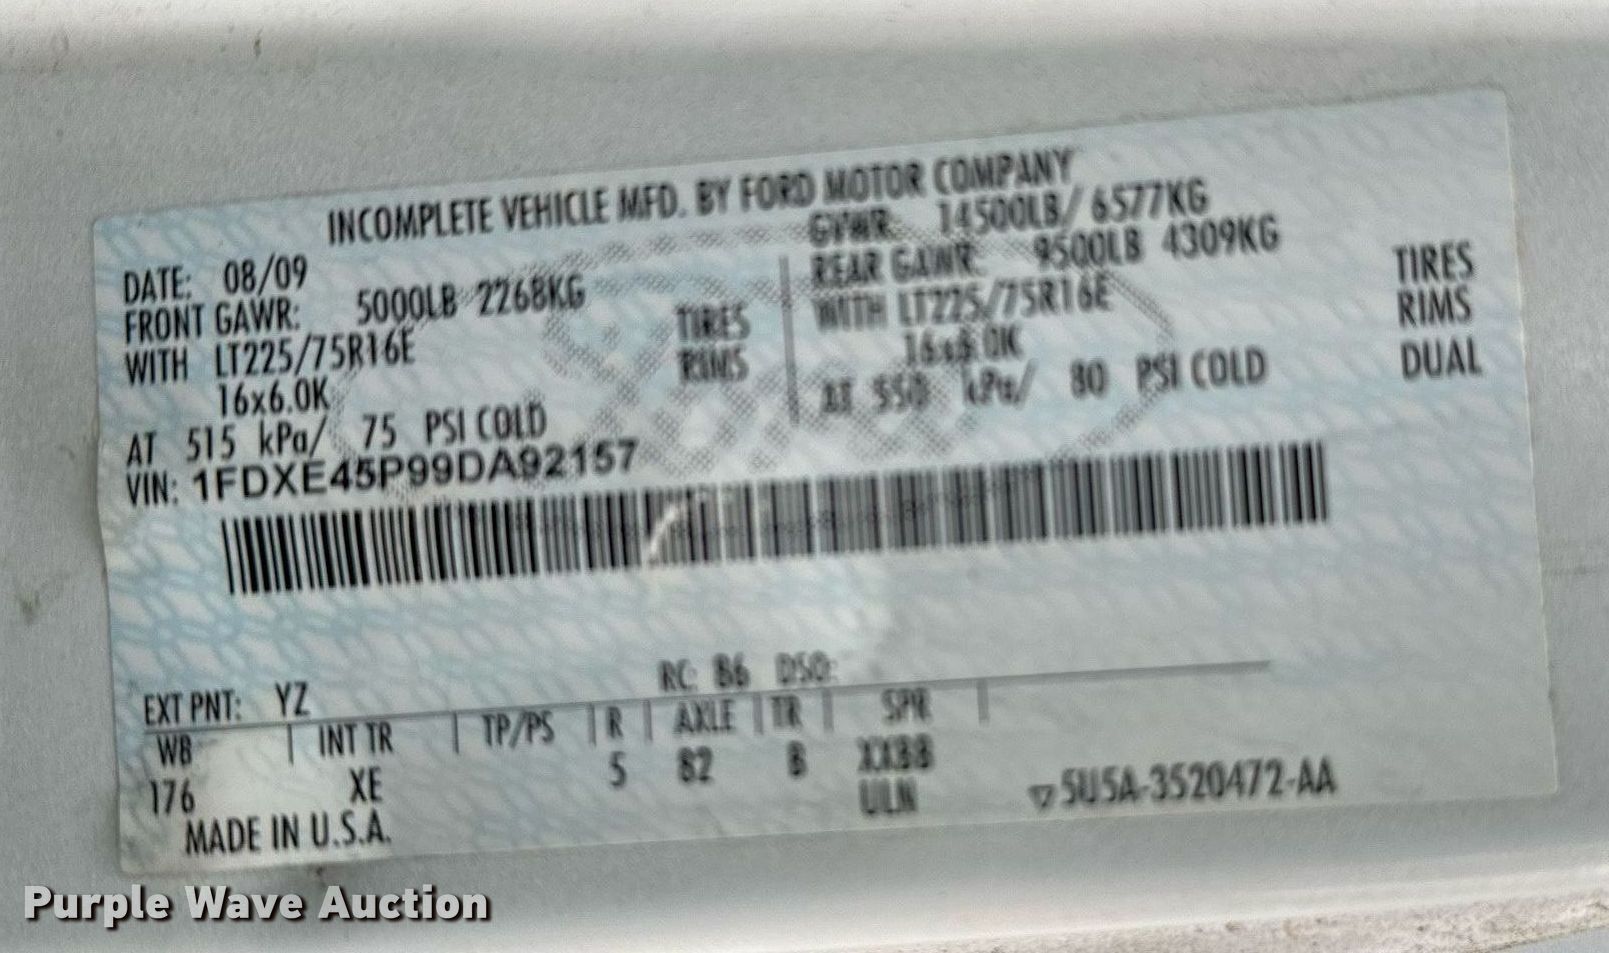 INCOMPLETE VEHICLE MFD. BY FORD MOTOR COMPANY
DATE: 08/09
GVWR: 14500LB/ 6577KG
FRONT GAWR: 5000LB 2268KG
REAR GAWR: 9500LB 4309KG
WITH LT225/75R16E TIRES
WITH LT225/75R16E TIRES
16x6.0K RIMS
16x6.0K RIMS
AT 515 kPa/ 75 PSI COLD
AT 550 kPa/ 80 PSI COLD DUAL
VIN: 1FDXE45P99DA92157
EXT PNT: YZ RC: B6 DSO:
WB | INT TR | TP/PS | R | AXLE | TR | SPR |
176 XE 5 82 B XXBB
ULN
MADE IN U.S.A.
▽5U5A-3520472-AA
Purple Wave Auction